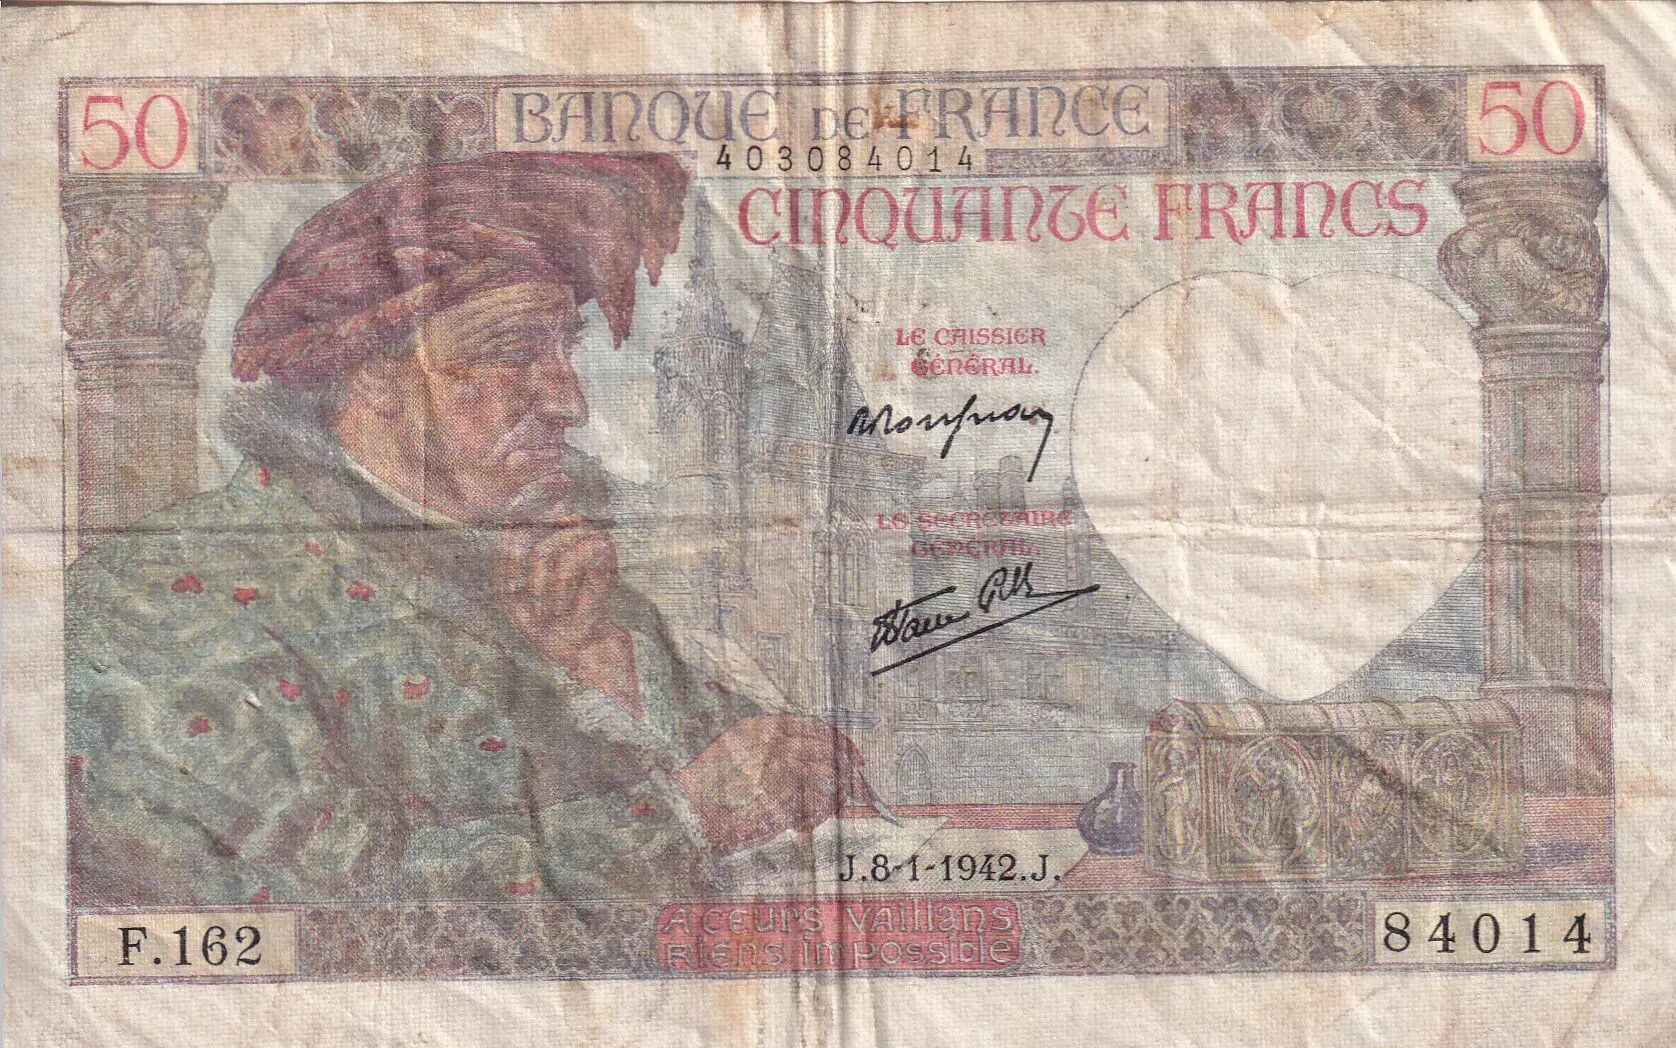 50 BANQUE DE FRANCE 50
403084014
CINQUANTE FRANCS
LE CAISSIER
GÉNÉRAL.
LE SECRÉTAIRE
GÉNÉRAL.
J.8-1-1942.J.
A CŒURS VAILLANS
RIENS IMPOSSIBLE
F.162
84014